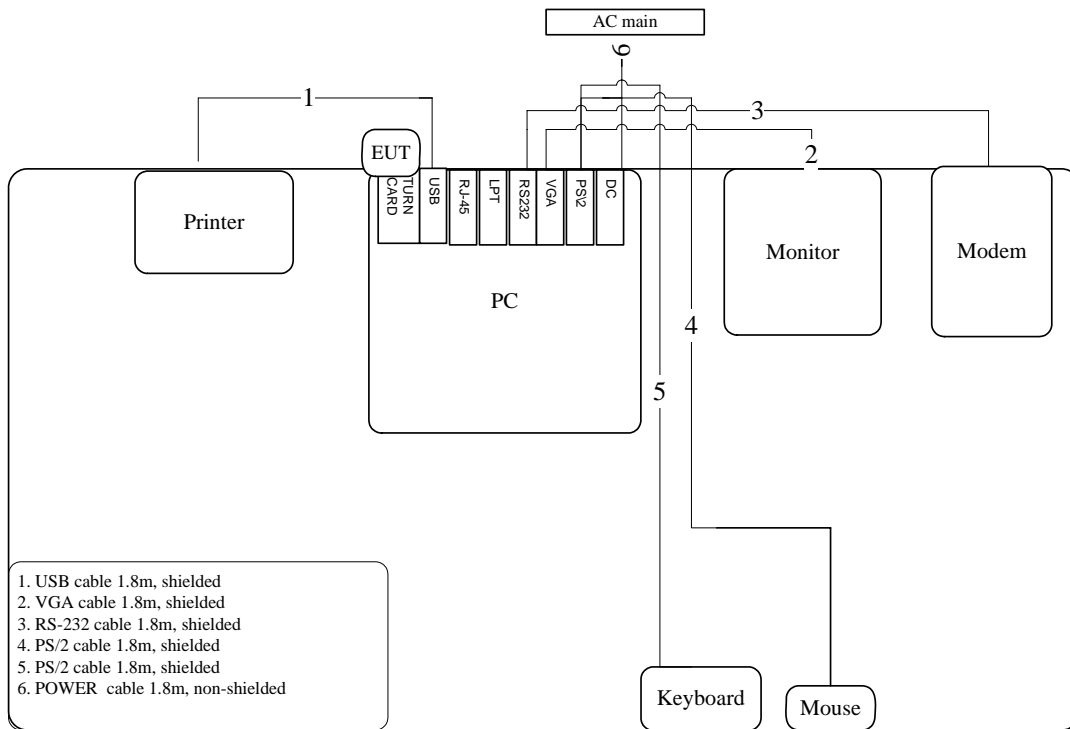 AC main
6
1
3
2
EUT
TURN
CARD
USB
RJ-45
LPT
RS232
VGA
PS\2
DC
Printer
PC
Monitor
Modem
4
5
1. USB cable 1.8m, shielded
2. VGA cable 1.8m, shielded
3. RS-232 cable 1.8m, shielded
4. PS/2 cable 1.8m, shielded
5. PS/2 cable 1.8m, shielded
6. POWER  cable 1.8m, non-shielded
Keyboard
Mouse